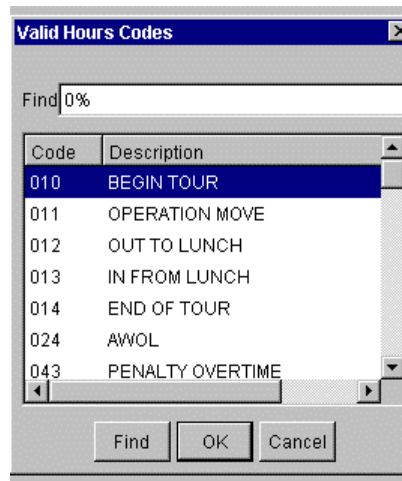 Valid Hours Codes
Find 0%
Code Description
010 BEGIN TOUR
011 OPERATION MOVE
012 OUT TO LUNCH
013 IN FROM LUNCH
014 END OF TOUR
024 AWOL
043 PENALTY OVERTIME
Find OK Cancel